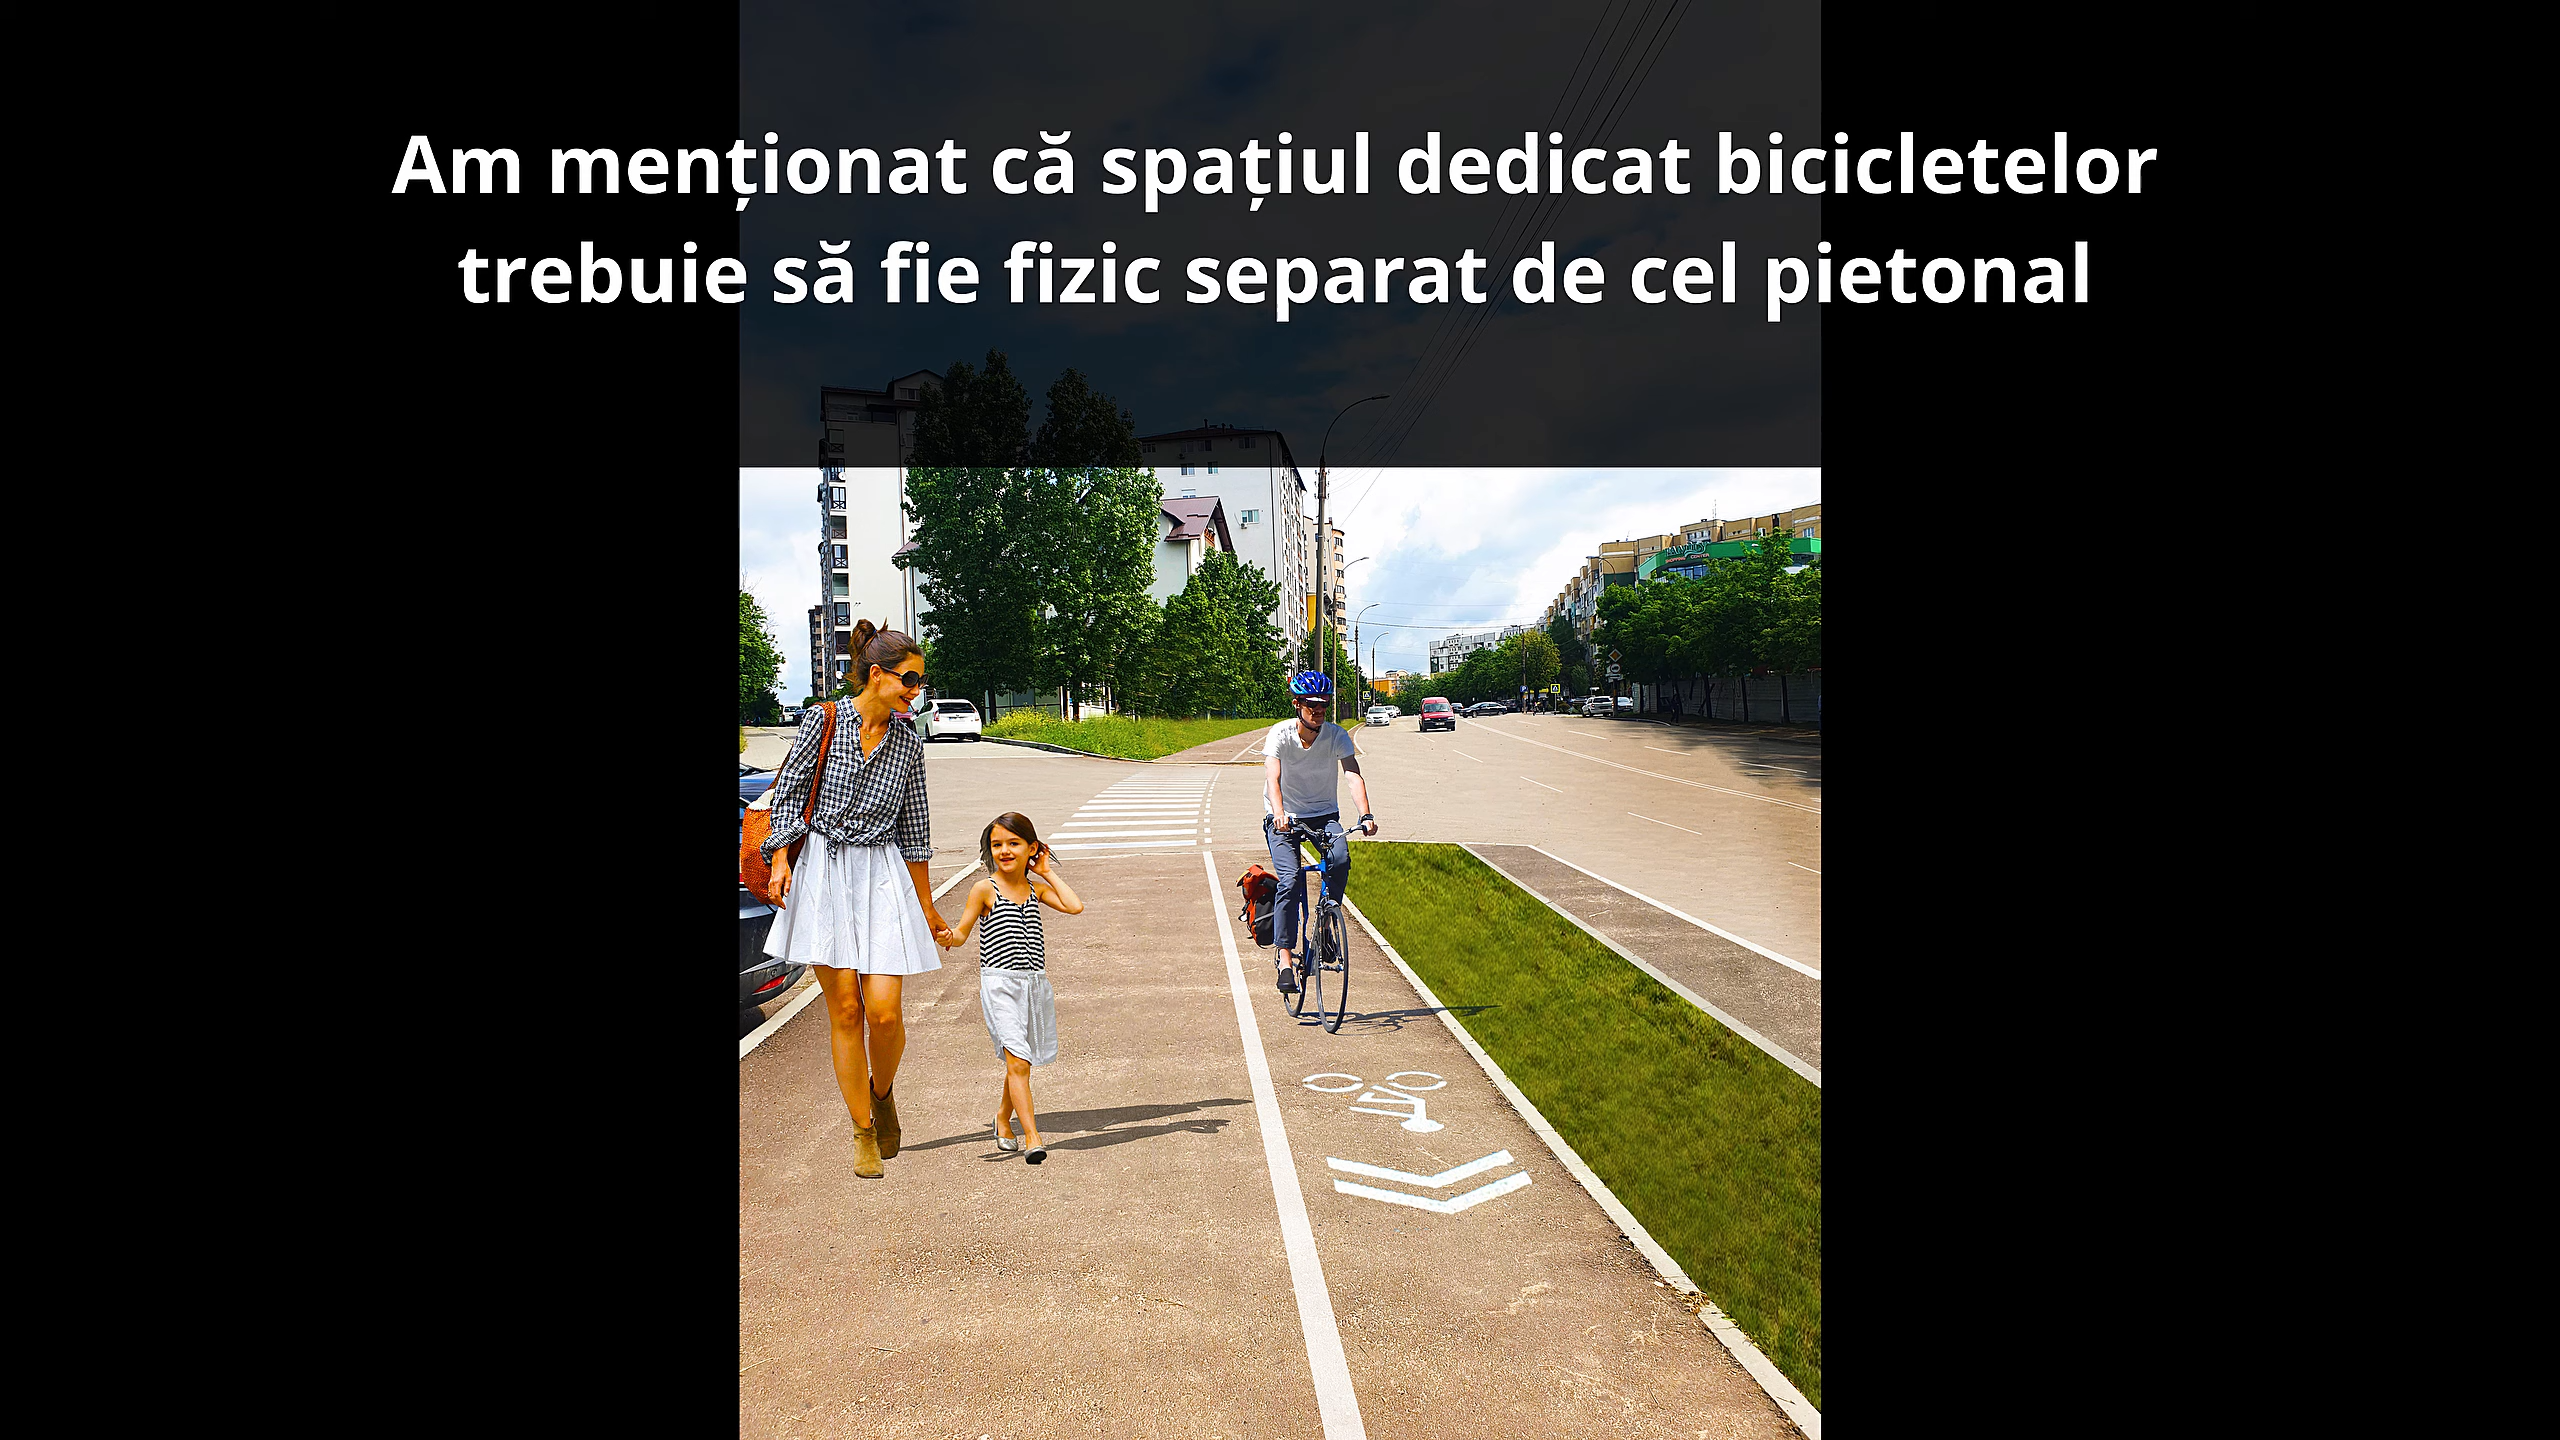 Am menționat că spațiul dedicat bicicletelor
trebuie să fie fizic separat de cel pietonal